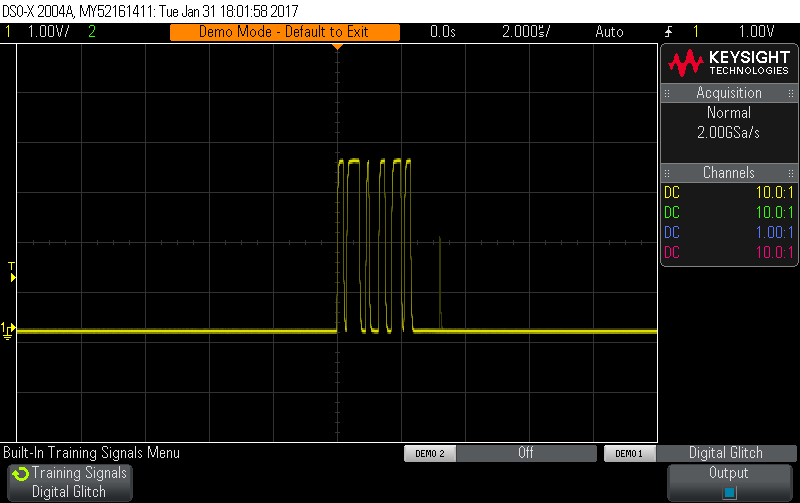 DSO-X 2004A, MY52161411: Tue Jan 31 18:01:58 2017
1 1.00V/ 2 Demo Mode - Default to Exit 0.0s 2.000s/ Auto 1 1.00V
KEYSIGHT
TECHNOLOGIES
Acquisition
Normal
2.00GSa/s
Channels
DC 10.0:1
DC 10.0:1
DC 1.00:1
DC 10.0:1
T
1
Built-In Training Signals Menu
DEMO 2 Off DEMO 1 Digital Glitch
Training Signals
Digital Glitch
Output